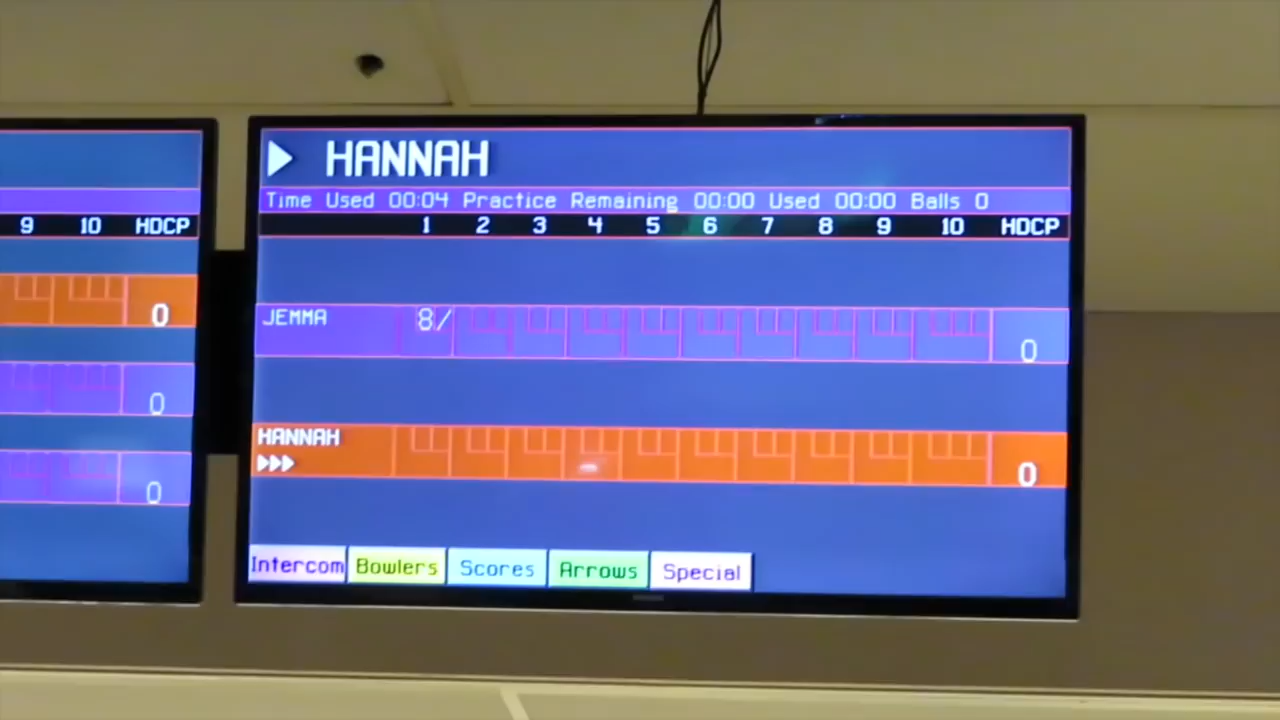 HANNAH
Time Used 00:04 Practice Remaining 00:00 Used 00:00 Balls 0
9 10 HDCP
1 2 3 4 5 6 7 8 9 10 HDCP
0
JEMMA 8/ 0
0
HANNAH
0
0
Intercom Bowlers Scores Arrows Special